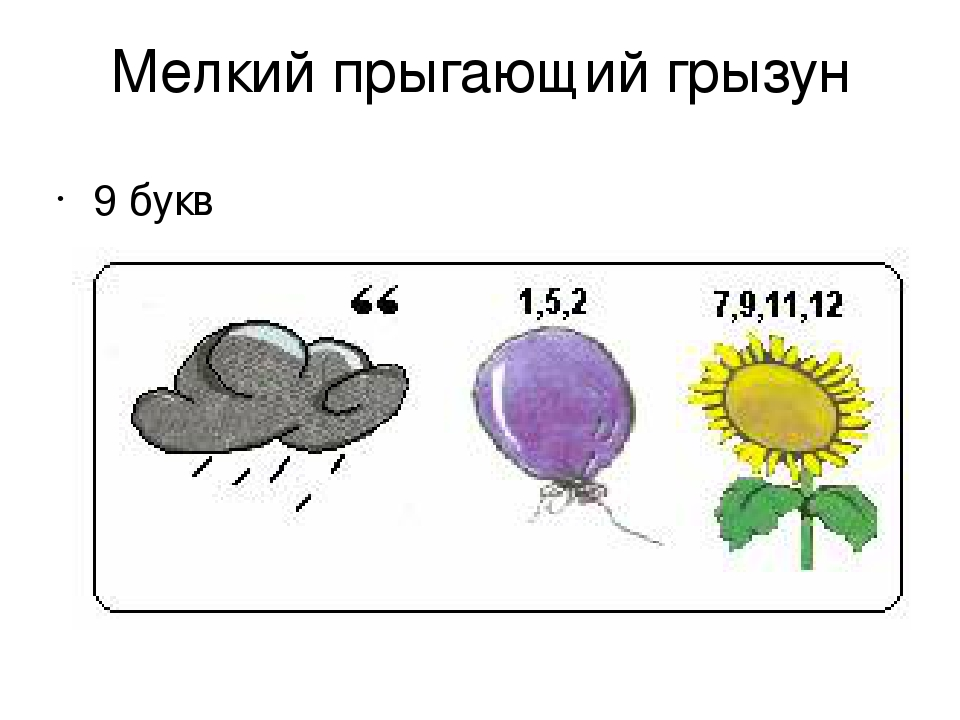 Мелкий прыгающий грызун
· 9 букв
“ 1,5,2 7,9,11,12